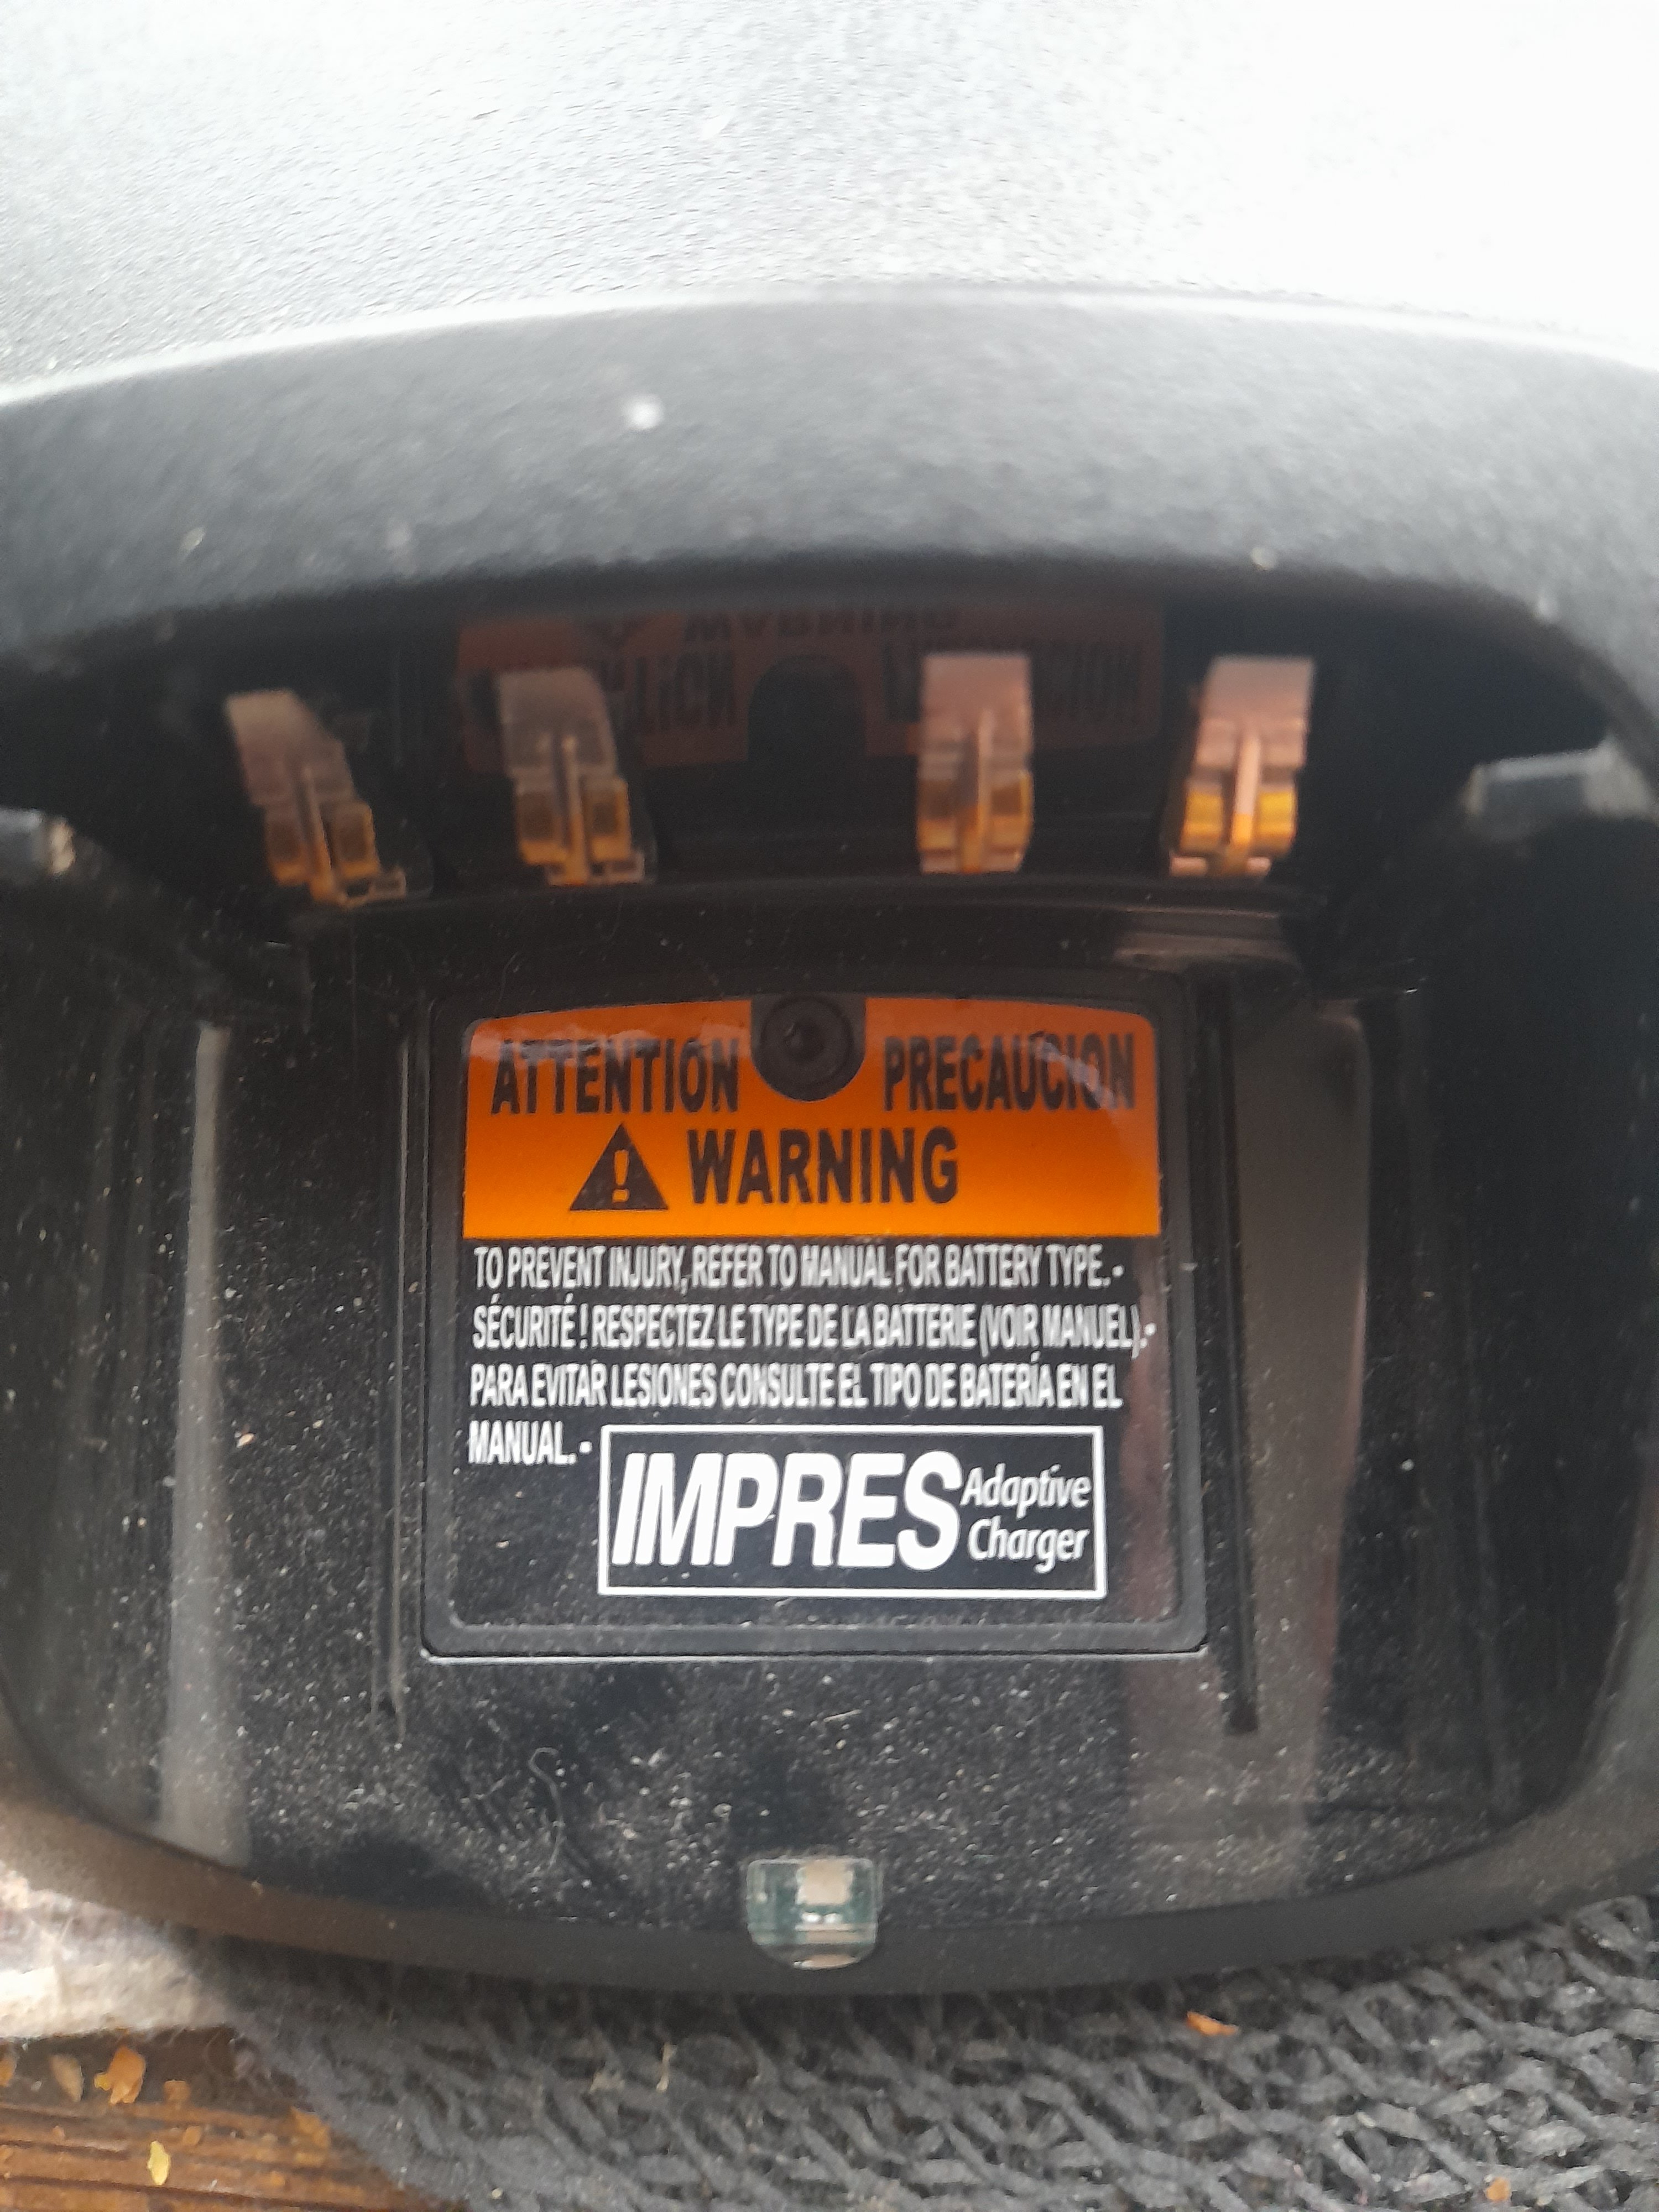 ATTENTION PRECAUCION
WARNING
TO PREVENT INJURY, REFER TO MANUAL FOR BATTERY TYPE.-
SÉCURITÉ ! RESPECTEZ LE TYPE DE LA BATTERIE (VOIR MANUEL).-
PARA EVITAR LESIONES CONSULTE EL TIPO DE BATERÍA EN EL
MANUAL.-
IMPRES Adaptive
Charger